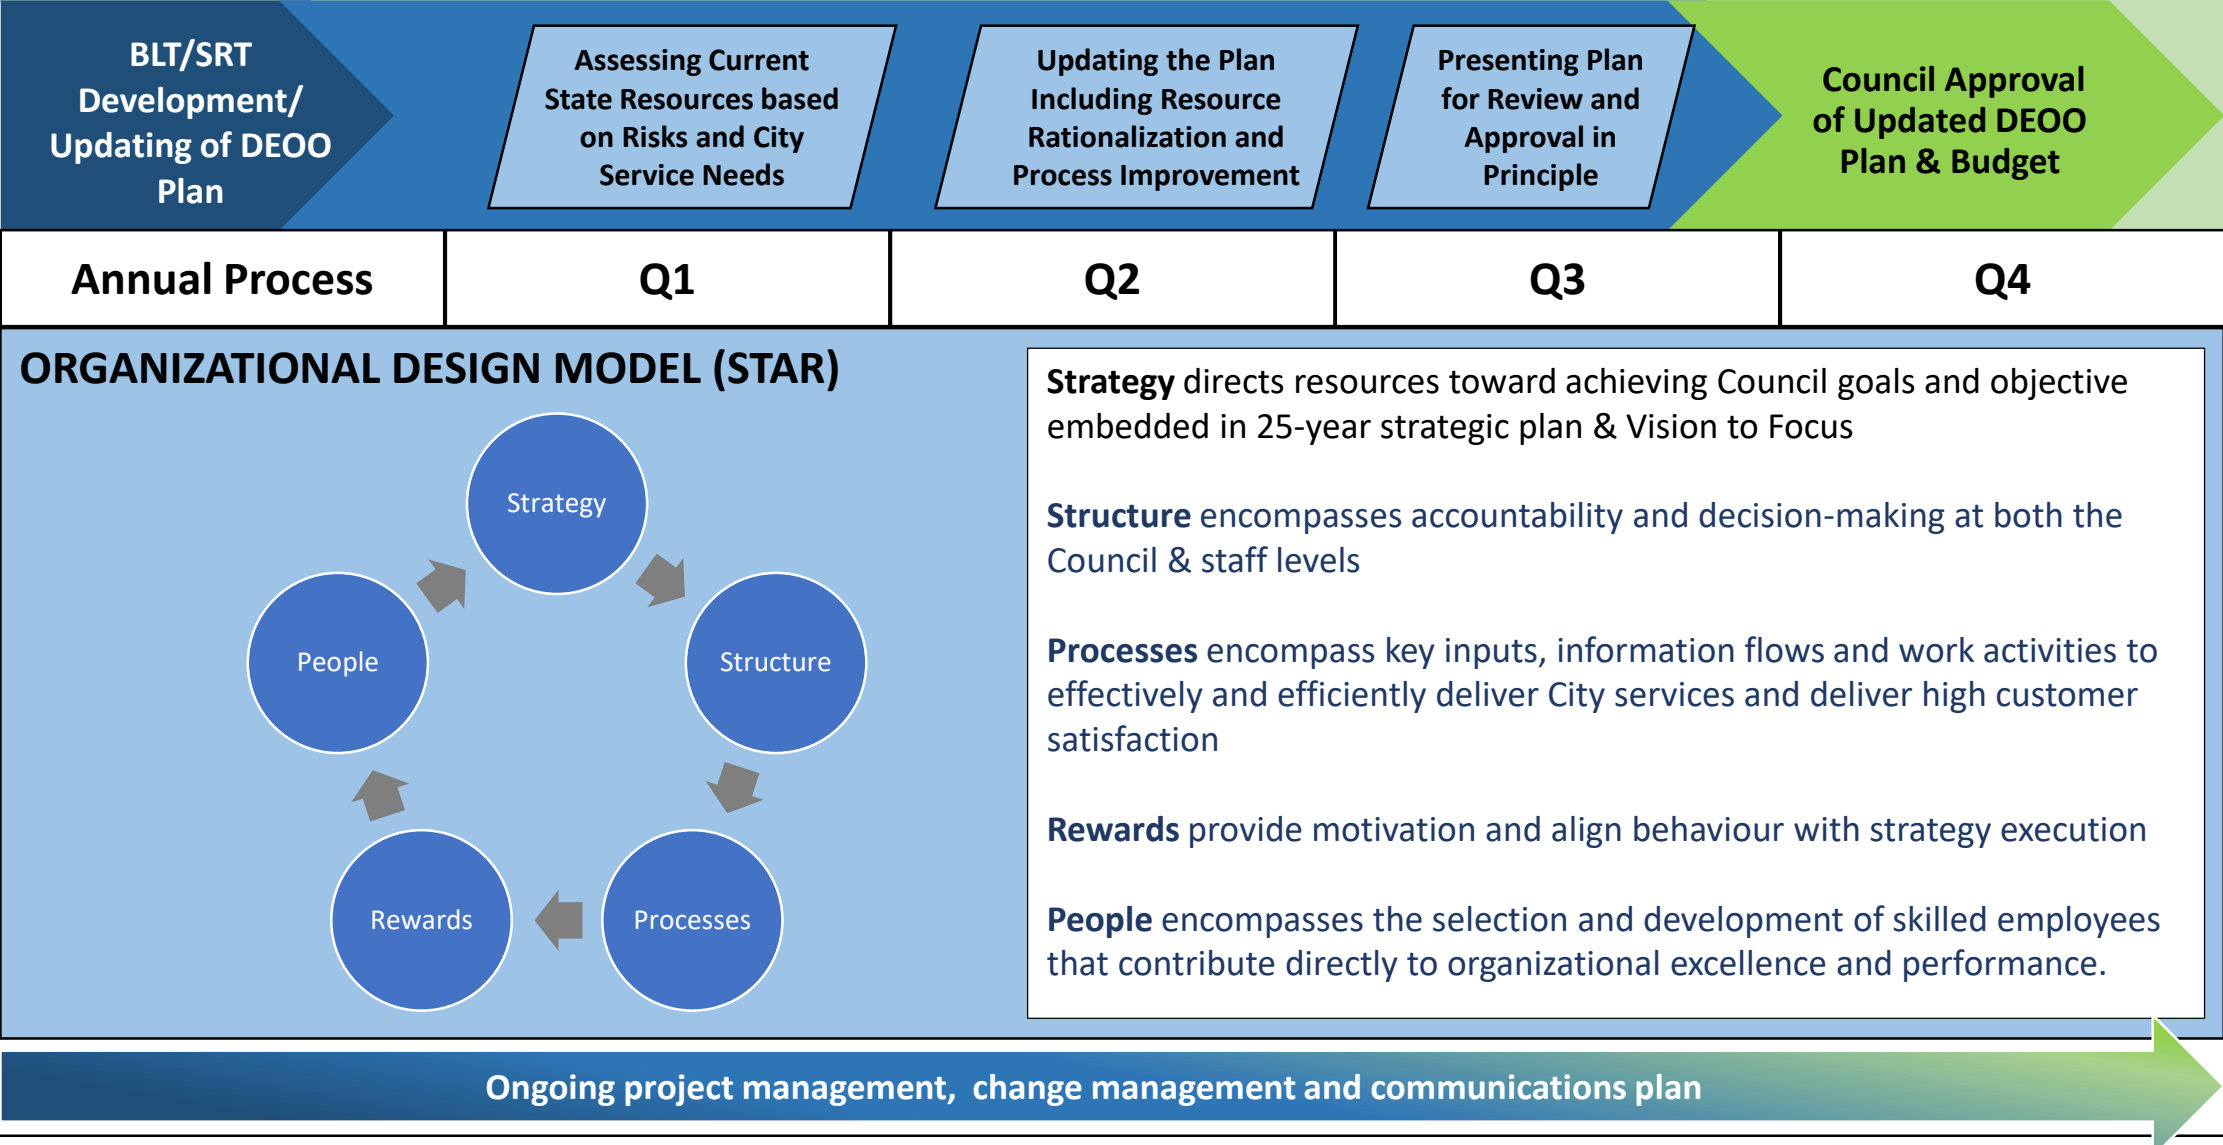 BLT/SRT
Development/
Updating of DEOO
Plan
Assessing Current
State Resources based
on Risks and City
Service Needs
Updating the Plan
Including Resource
Rationalization and
Process Improvement
Presenting Plan
for Review and
Approval in
Principle
Council Approval
of Updated DEOO
Plan & Budget
Annual Process
Q1
Q2
Q3
Q4
ORGANIZATIONAL DESIGN MODEL (STAR)
Strategy
Structure
Processes
Rewards
People
Strategy directs resources toward achieving Council goals and objective
embedded in 25-year strategic plan & Vision to Focus
Structure encompasses accountability and decision-making at both the
Council & staff levels
Processes encompass key inputs, information flows and work activities to
effectively and efficiently deliver City services and deliver high customer
satisfaction
Rewards provide motivation and align behaviour with strategy execution
People encompasses the selection and development of skilled employees
that contribute directly to organizational excellence and performance.
Ongoing project management, change management and communications plan